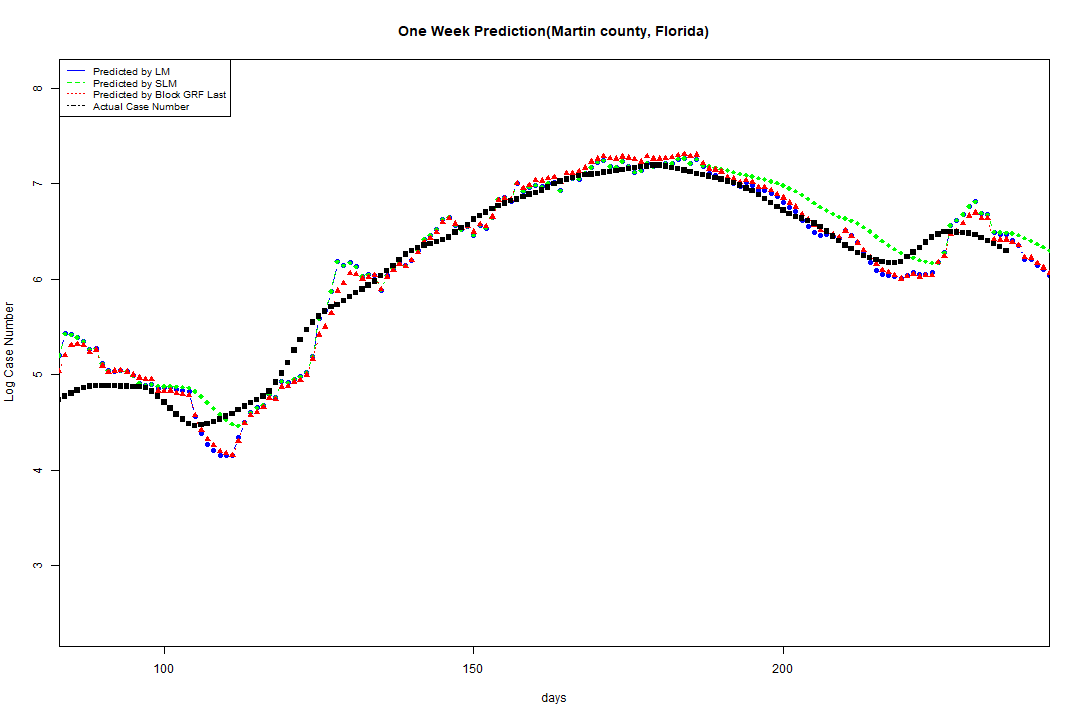 One Week Prediction(Martin county, Florida)
Predicted by LM
Predicted by SLM
Predicted by Block GRF Last
Actual Case Number
8
7
6
5
4
3
Log Case Number
100 150 200
days